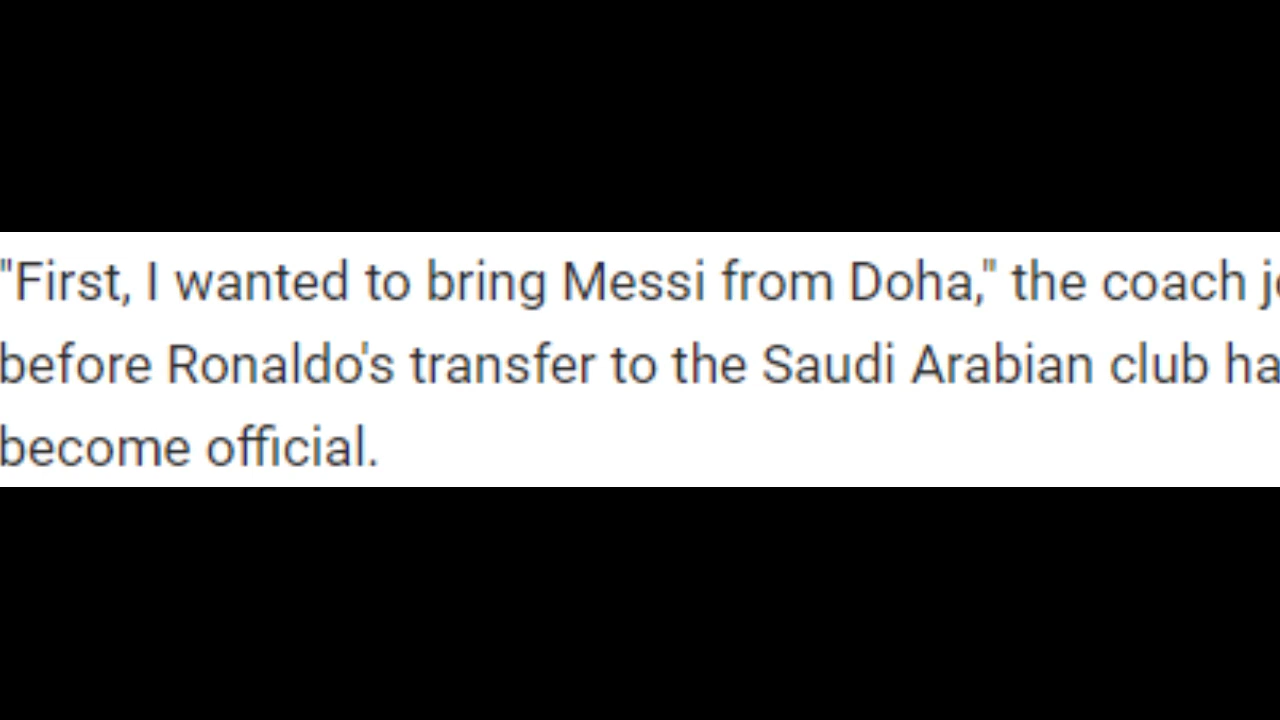 "First, I wanted to bring Messi from Doha," the coach
before Ronaldo's transfer to the Saudi Arabian club
become official.